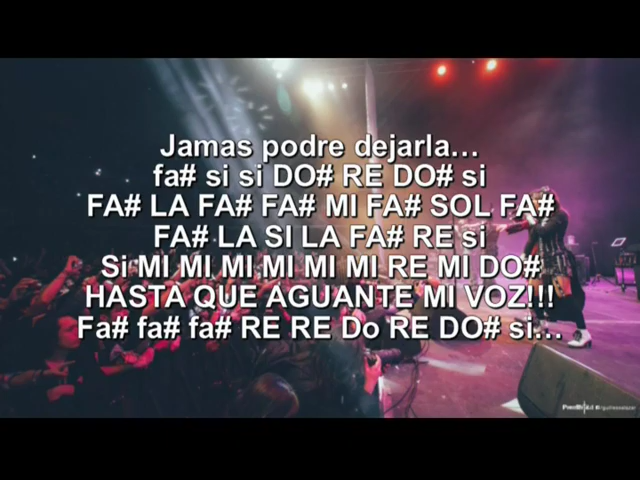 Jamas podre dejarla...
fa# si si DO# RE DO# si
FA# LA FA# FA# MI FA# SOL FA#
FA# LA SI LA FA# RE si
Si MI MI MI MI MI MI RE MI DO#
HASTA QUE AGUANTE MI VOZ!!!
Fa# fa# fa# RE RE Do RE DO# si...